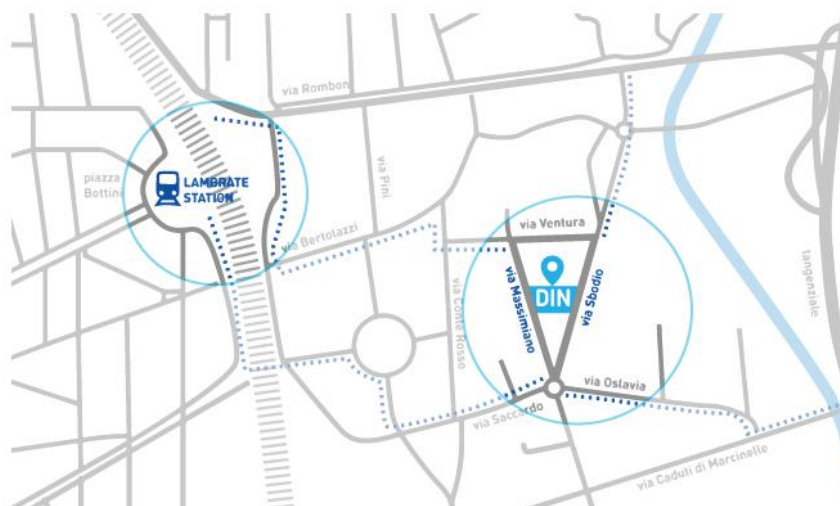 via Rombon
piazza
Bottini
LAMBRATE
STATION
via Pini
via Bertolazzi
via Ventura
via Conte Rosso
via Massimiano
DIN
via Sbodio
tangenziale
via Oslavia
via Saccardo
via Caduti di Marcinelle